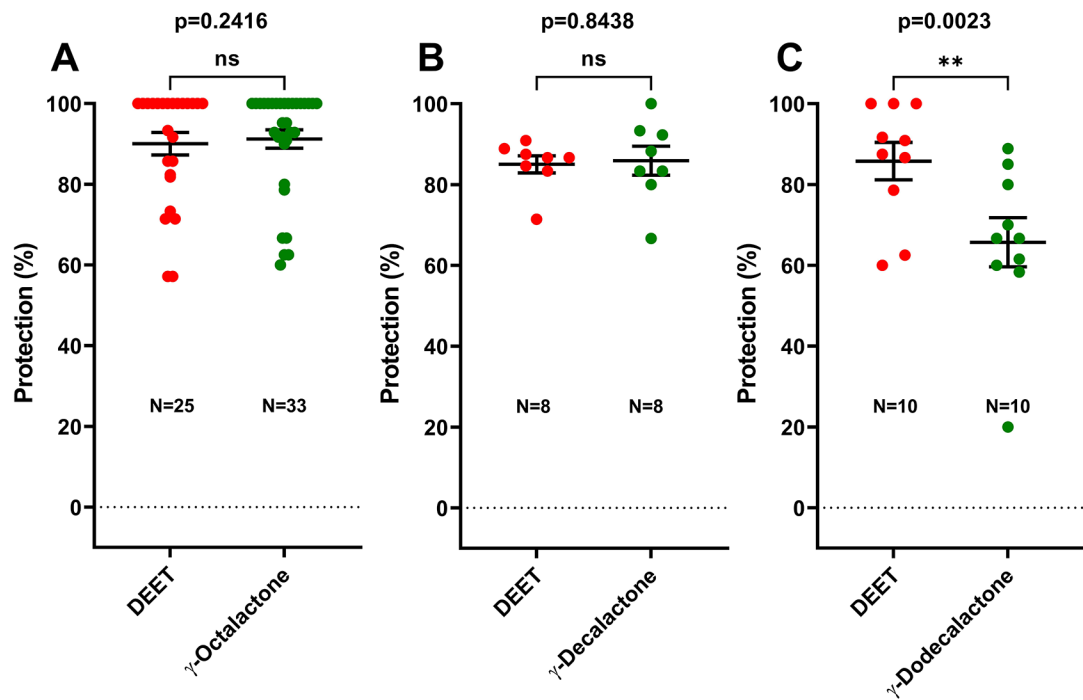 p=0.2416
A
ns
Protection (%)
100
80
60
40
20
0
N=25
N=33
DEET
γ-Octalactone
p=0.8438
B
ns
Protection (%)
100
80
60
40
20
0
N=8
N=8
DEET
γ-Decalactone
p=0.0023
C
**
Protection (%)
100
80
60
40
20
0
N=10
N=10
DEET
γ-Dodecalactone